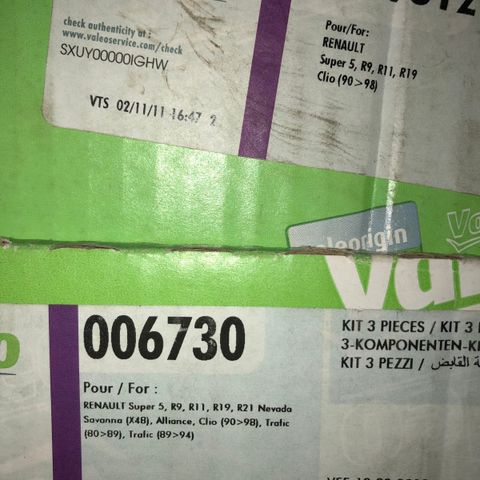 check authenticity at :
www.valeoservice.com/check
SXUY00000IGHW
VTS 02/11/11 16:47 2
Pour/For:
RENAULT
Super 5, R9, R11, R19
Clio (90>98)
valeorigin
006730
Pour / For :
RENAULT Super 5, R9, R11, R19, R21 Nevada
Savanna (X48), Alliance, Clio (90>98), Trafic
(80>89), Trafic (89>94)
KIT 3 PIECES / KIT 3
3-KOMPONENTEN-K
KIT 3 PEZZI /